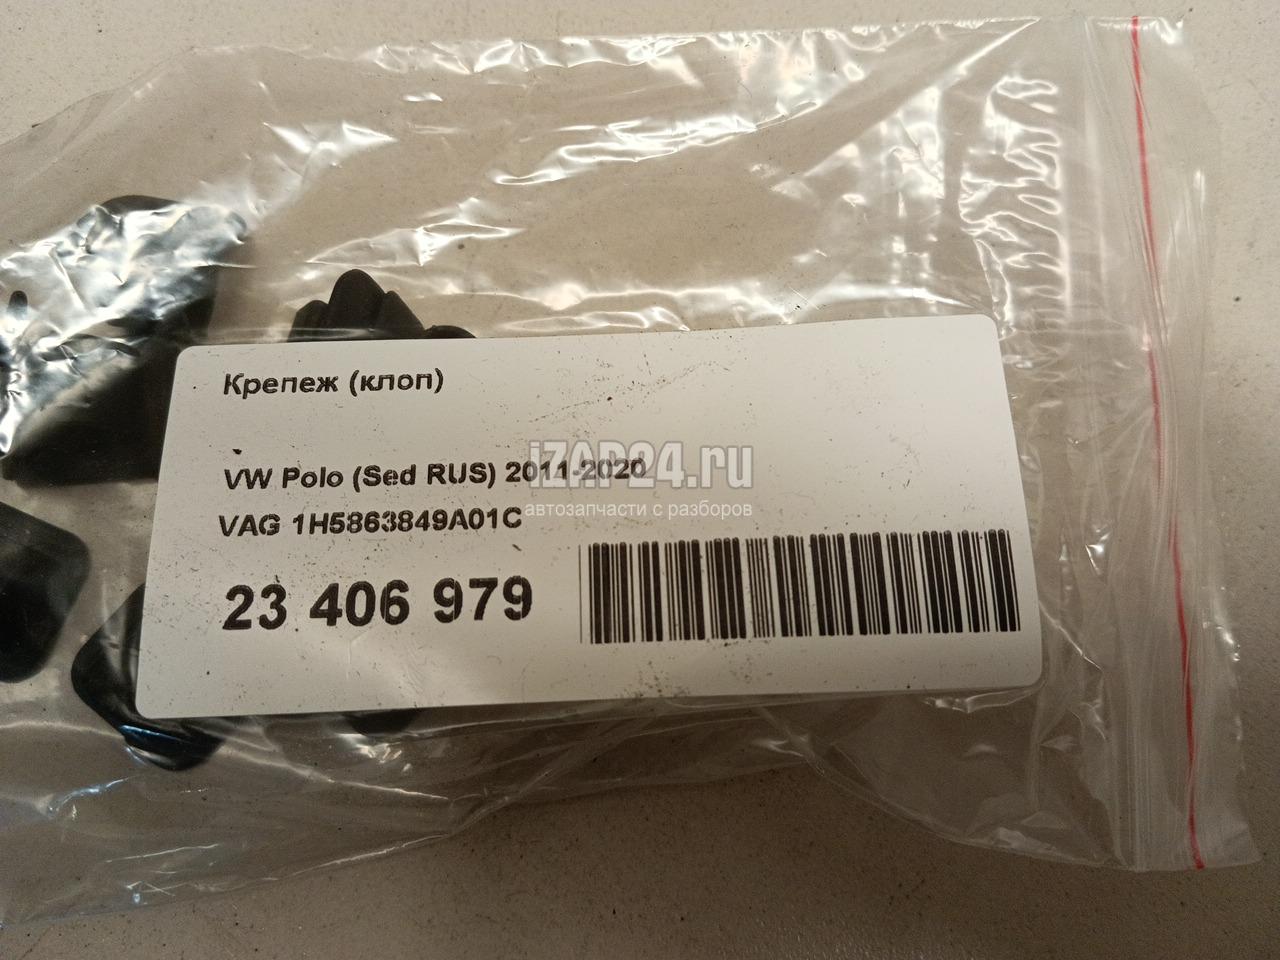 Крепеж (клоп)
VW Polo (Sed RUS) 2011-2020
iZAP24.ru
автозапчасти с разборов
VAG 1H5863849A01C
23 406 979